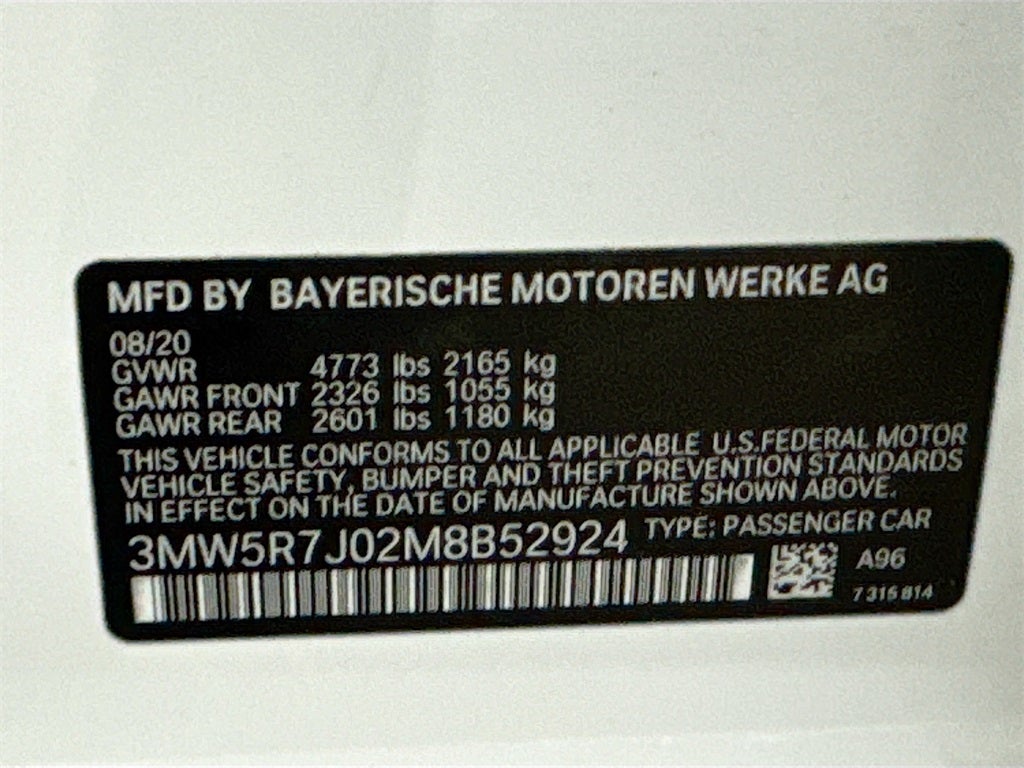 MFD BY BAYERISCHE MOTOREN WERKE AG
08/20
GVWR 4773 lbs 2165 kg
GAWR FRONT 2326 lbs 1055 kg
GAWR REAR 2601 lbs 1180 kg
THIS VEHICLE CONFORMS TO ALL APPLICABLE U.S.FEDERAL MOTOR
VEHICLE SAFETY, BUMPER AND THEFT PREVENTION STANDARDS
IN EFFECT ON THE DATE OF MANUFACTURE SHOWN ABOVE.
3MW5R7J02M8B52924 TYPE: PASSENGER CAR
A96
7 315 814